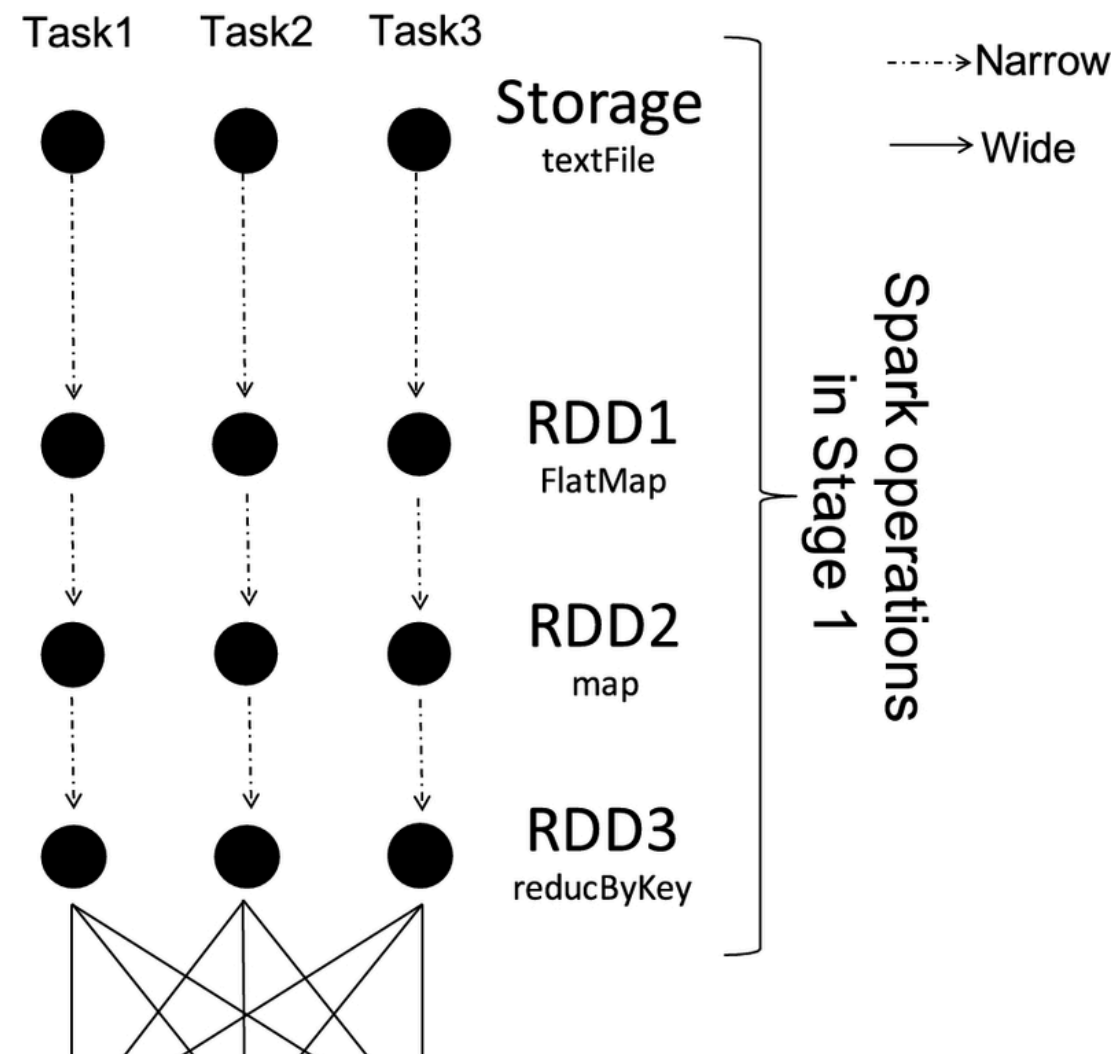 Task1 Task2 Task3
Narrow
Wide
Storage
textFile
RDD1
FlatMap
RDD2
map
RDD3
reducByKey
Spark operations
in Stage 1